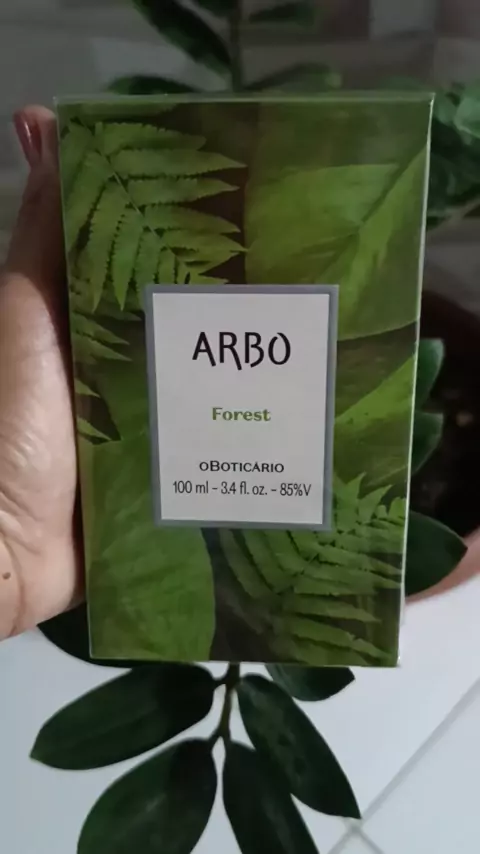 ARBO
Forest
oBOTICÁRIO
100 ml - 3.4 fl. oz. - 85%V